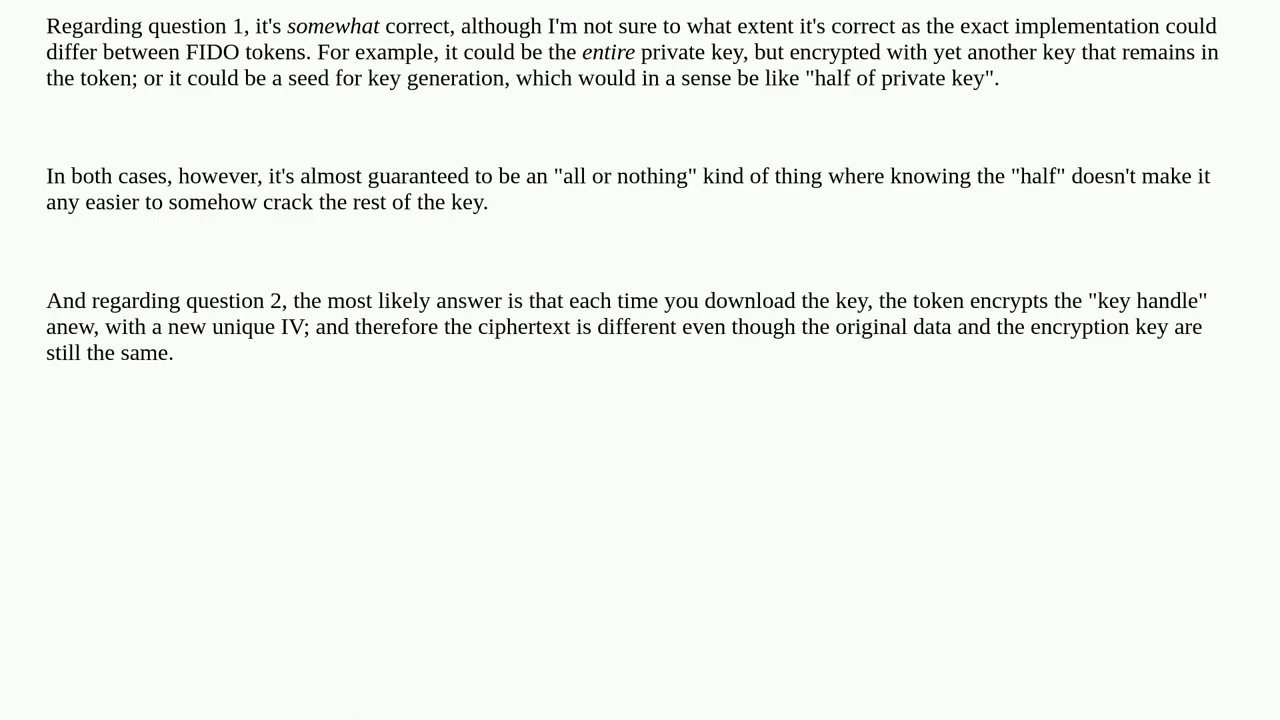 Regarding question 1, it's somewhat correct, although I'm not sure to what extent it's correct as the exact implementation could
differ between FIDO tokens. For example, it could be the entire private key, but encrypted with yet another key that remains in
the token; or it could be a seed for key generation, which would in a sense be like "half of private key".
In both cases, however, it's almost guaranteed to be an "all or nothing" kind of thing where knowing the "half" doesn't make it
any easier to somehow crack the rest of the key.
And regarding question 2, the most likely answer is that each time you download the key, the token encrypts the "key handle"
anew, with a new unique IV; and therefore the ciphertext is different even though the original data and the encryption key are
still the same.